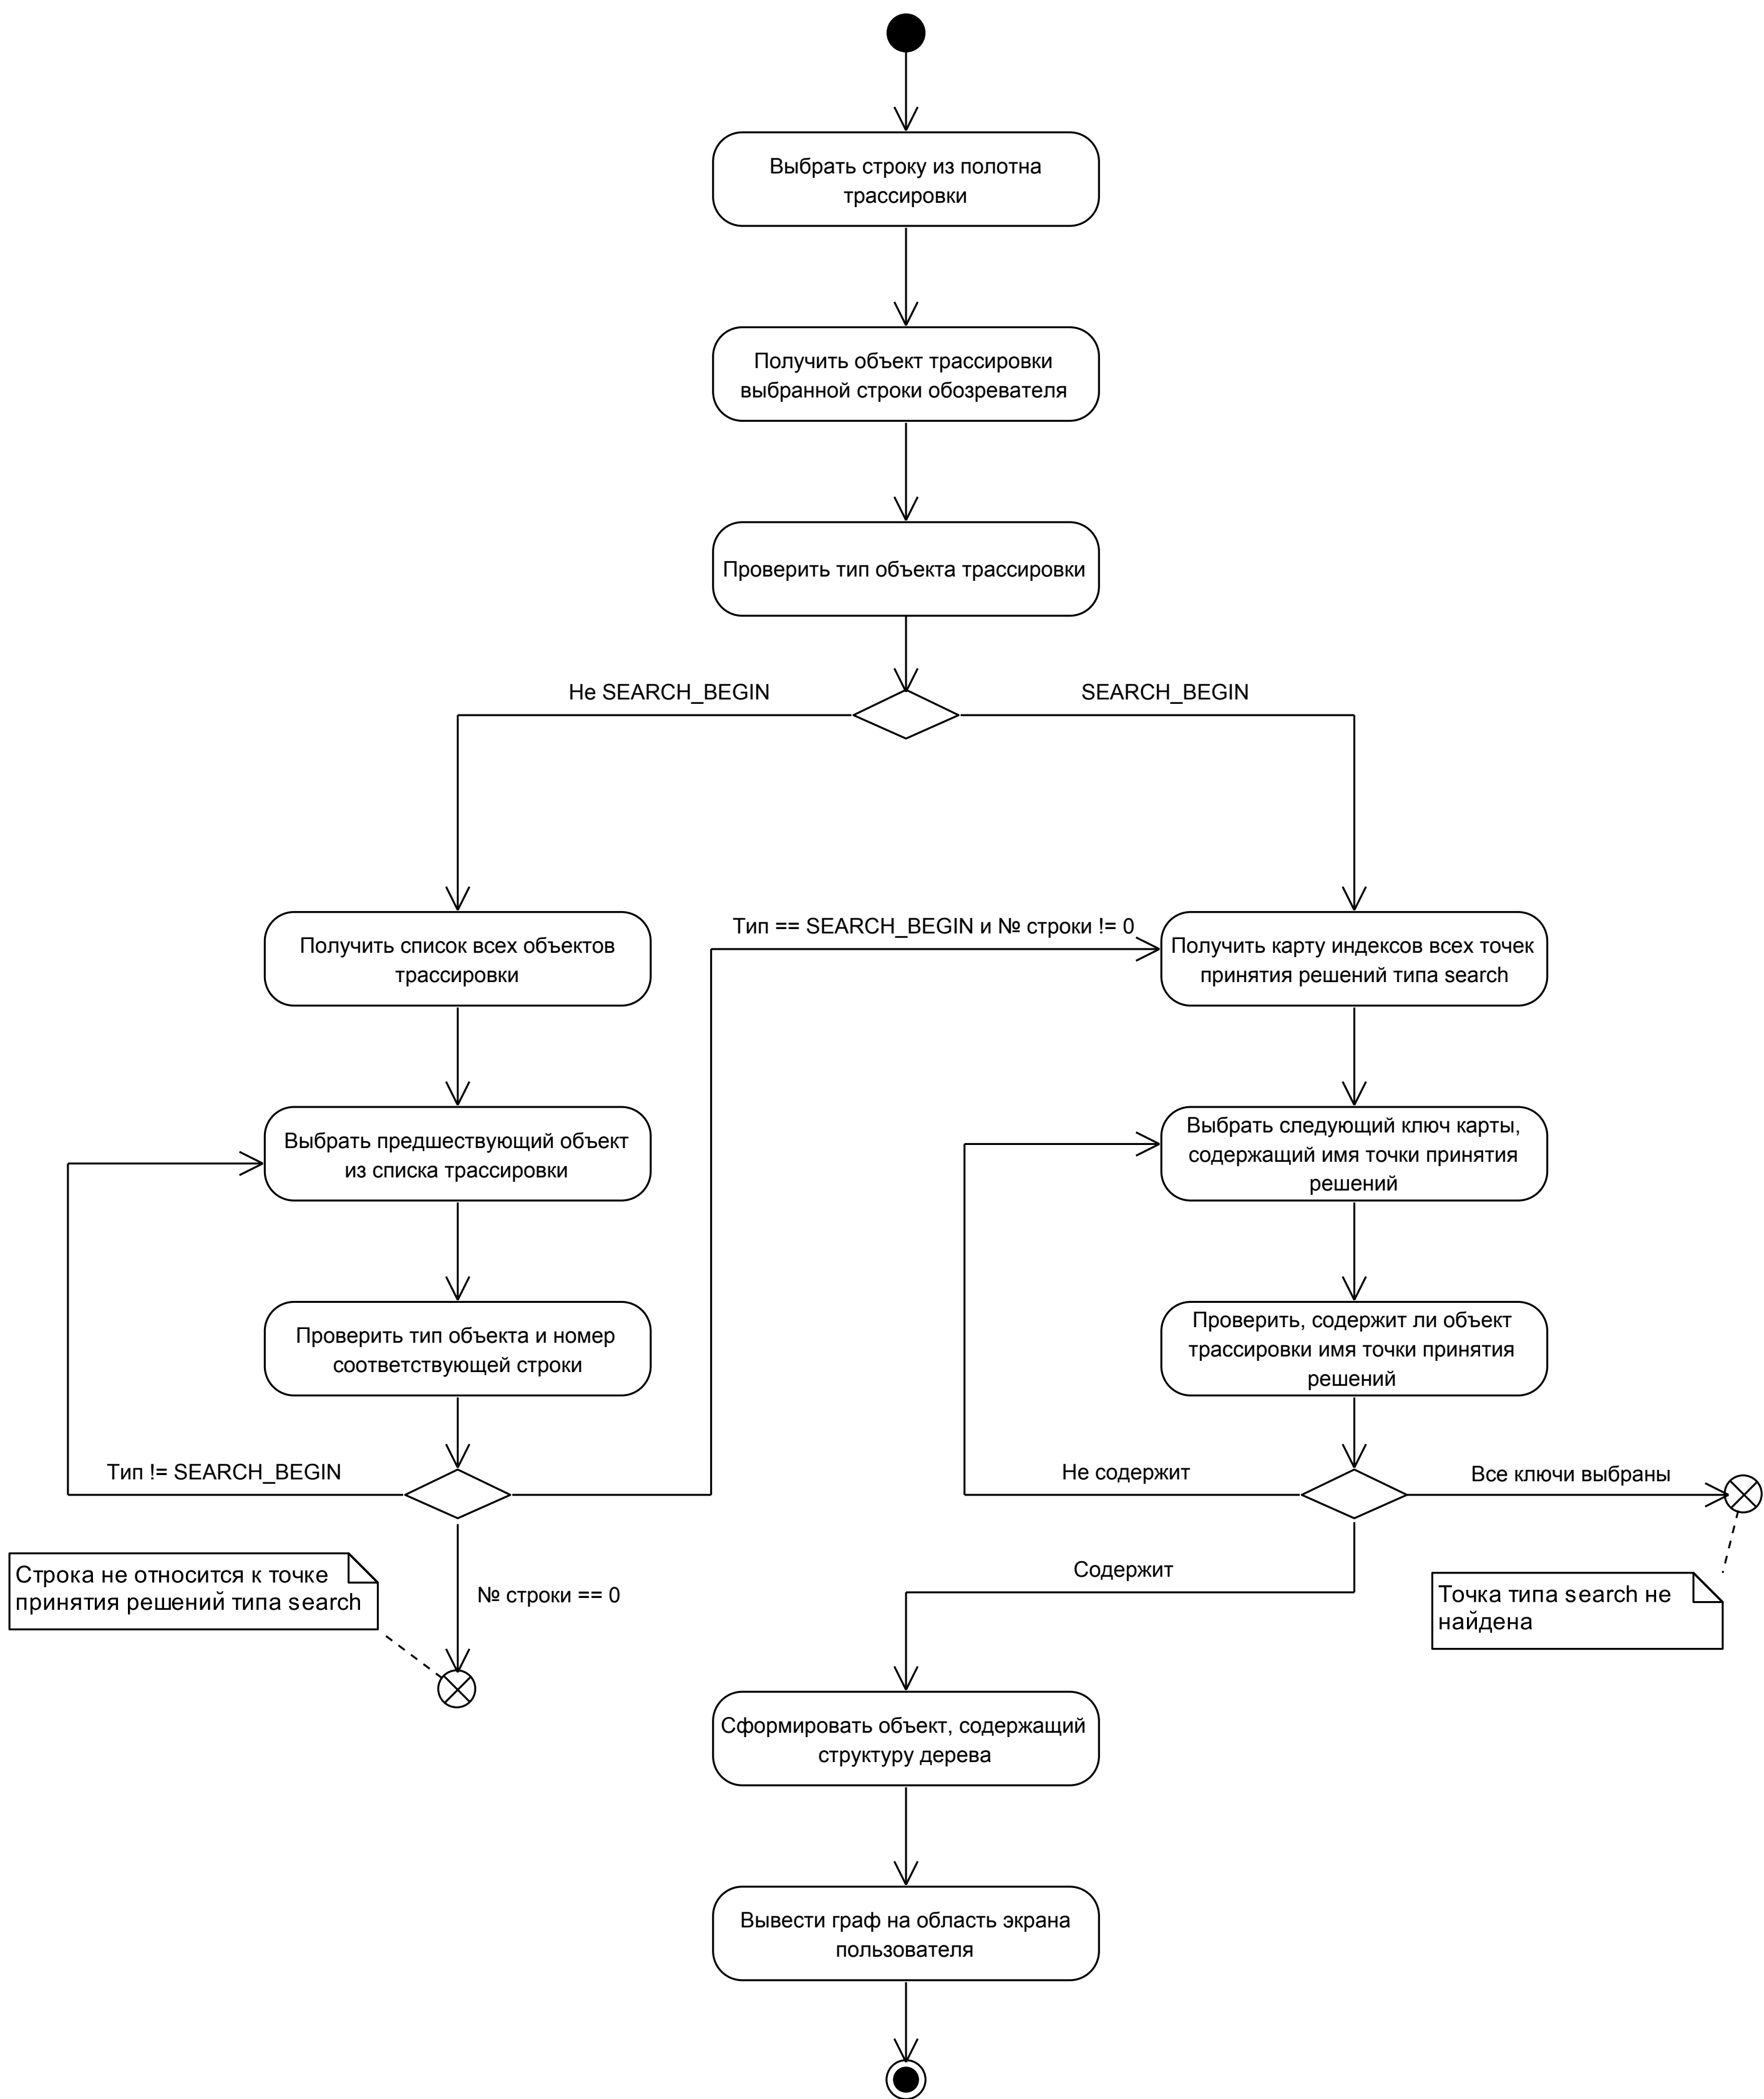 Выбрать строку из полотна
трассировки
Получить объект трассировки
выбранной строки обозревателя
Проверить тип объекта трассировки
Не SEARCH_BEGIN
SEARCH_BEGIN
Получить список всех объектов
трассировки
Тип == SEARCH_BEGIN и № строки != 0
Получить карту индексов всех точек
принятия решений типа search
Выбрать предшествующий объект
из списка трассировки
Выбрать следующий ключ карты,
содержащий имя точки принятия
решений
Проверить тип объекта и номер
соответствующей строки
Проверить, содержит ли объект
трассировки имя точки принятия
решений
Тип != SEARCH_BEGIN
Не содержит
Все ключи выбраны
Строка не относится к точке
принятия решений типа search
№ строки == 0
Содержит
Точка типа search не
найдена
Сформировать объект, содержащий
структуру дерева
Вывести граф на область экрана
пользователя